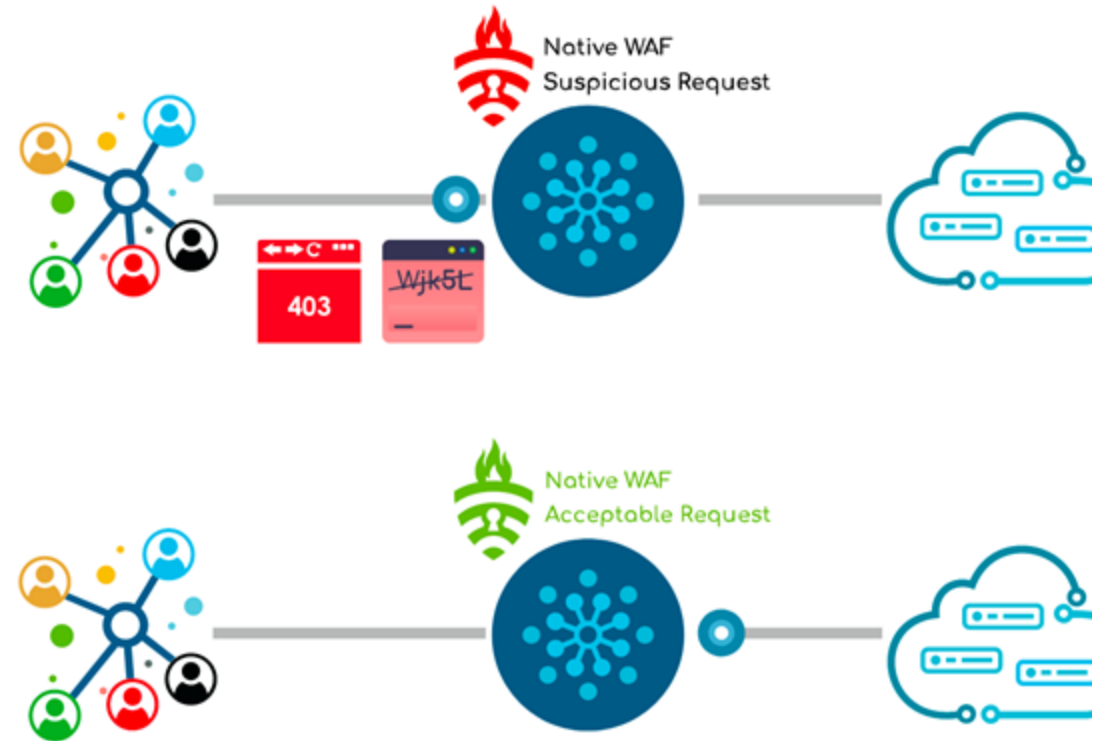 Native WAF
Suspicious Request
403
Wjk5L
Native WAF
Acceptable Request